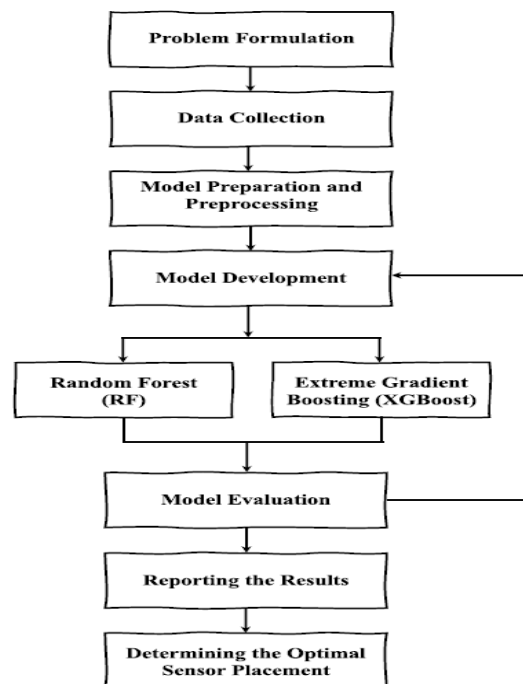 Problem Formulation
Data Collection
Model Preparation and
Preprocessing
Model Development
Random Forest
(RF)
Extreme Gradient
Boosting (XGBoost)
Model Evaluation
Reporting the Results
Determining the Optimal
Sensor Placement